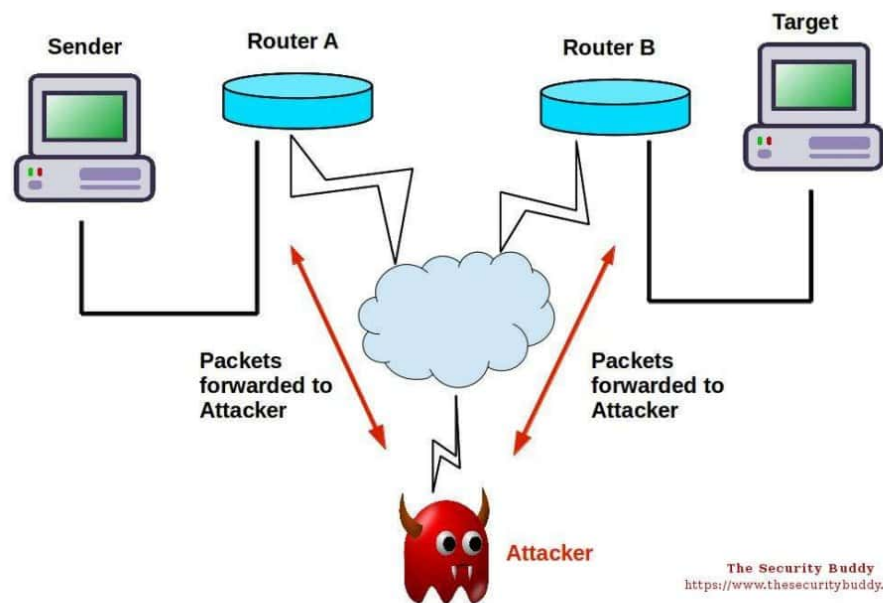 Sender
Router A
Router B
Target
Packets
forwarded to
Attacker
Packets
forwarded to
Attacker
Attacker
The Security Buddy
https://www.thesecuritybuddy.